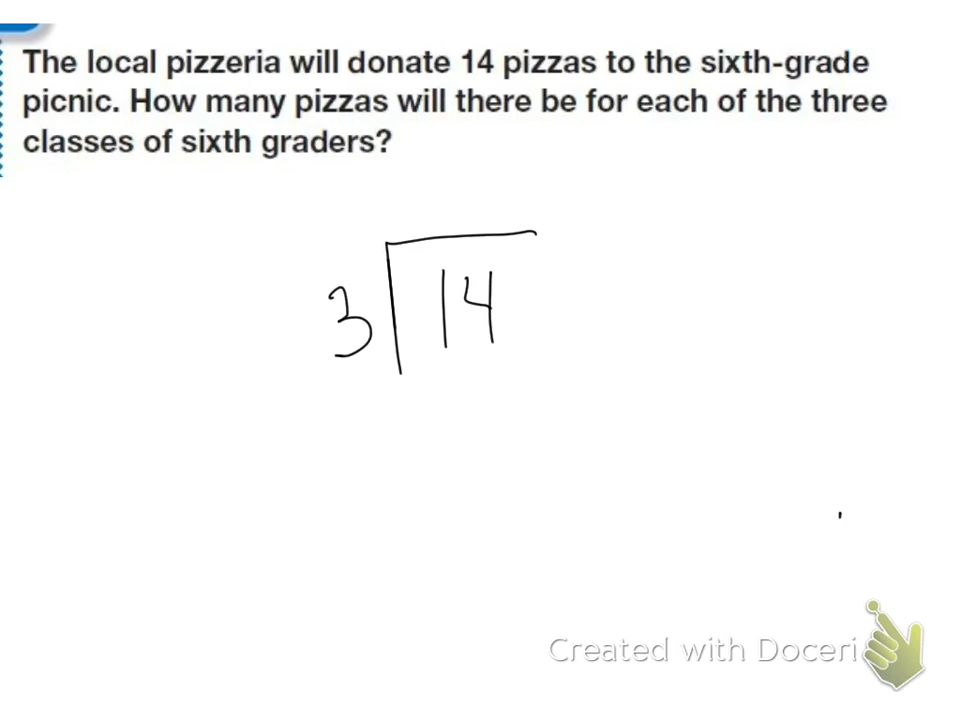 The local pizzeria will donate 14 pizzas to the sixth-grade
picnic. How many pizzas will there be for each of the three
classes of sixth graders?
3 14
Created with Doceri